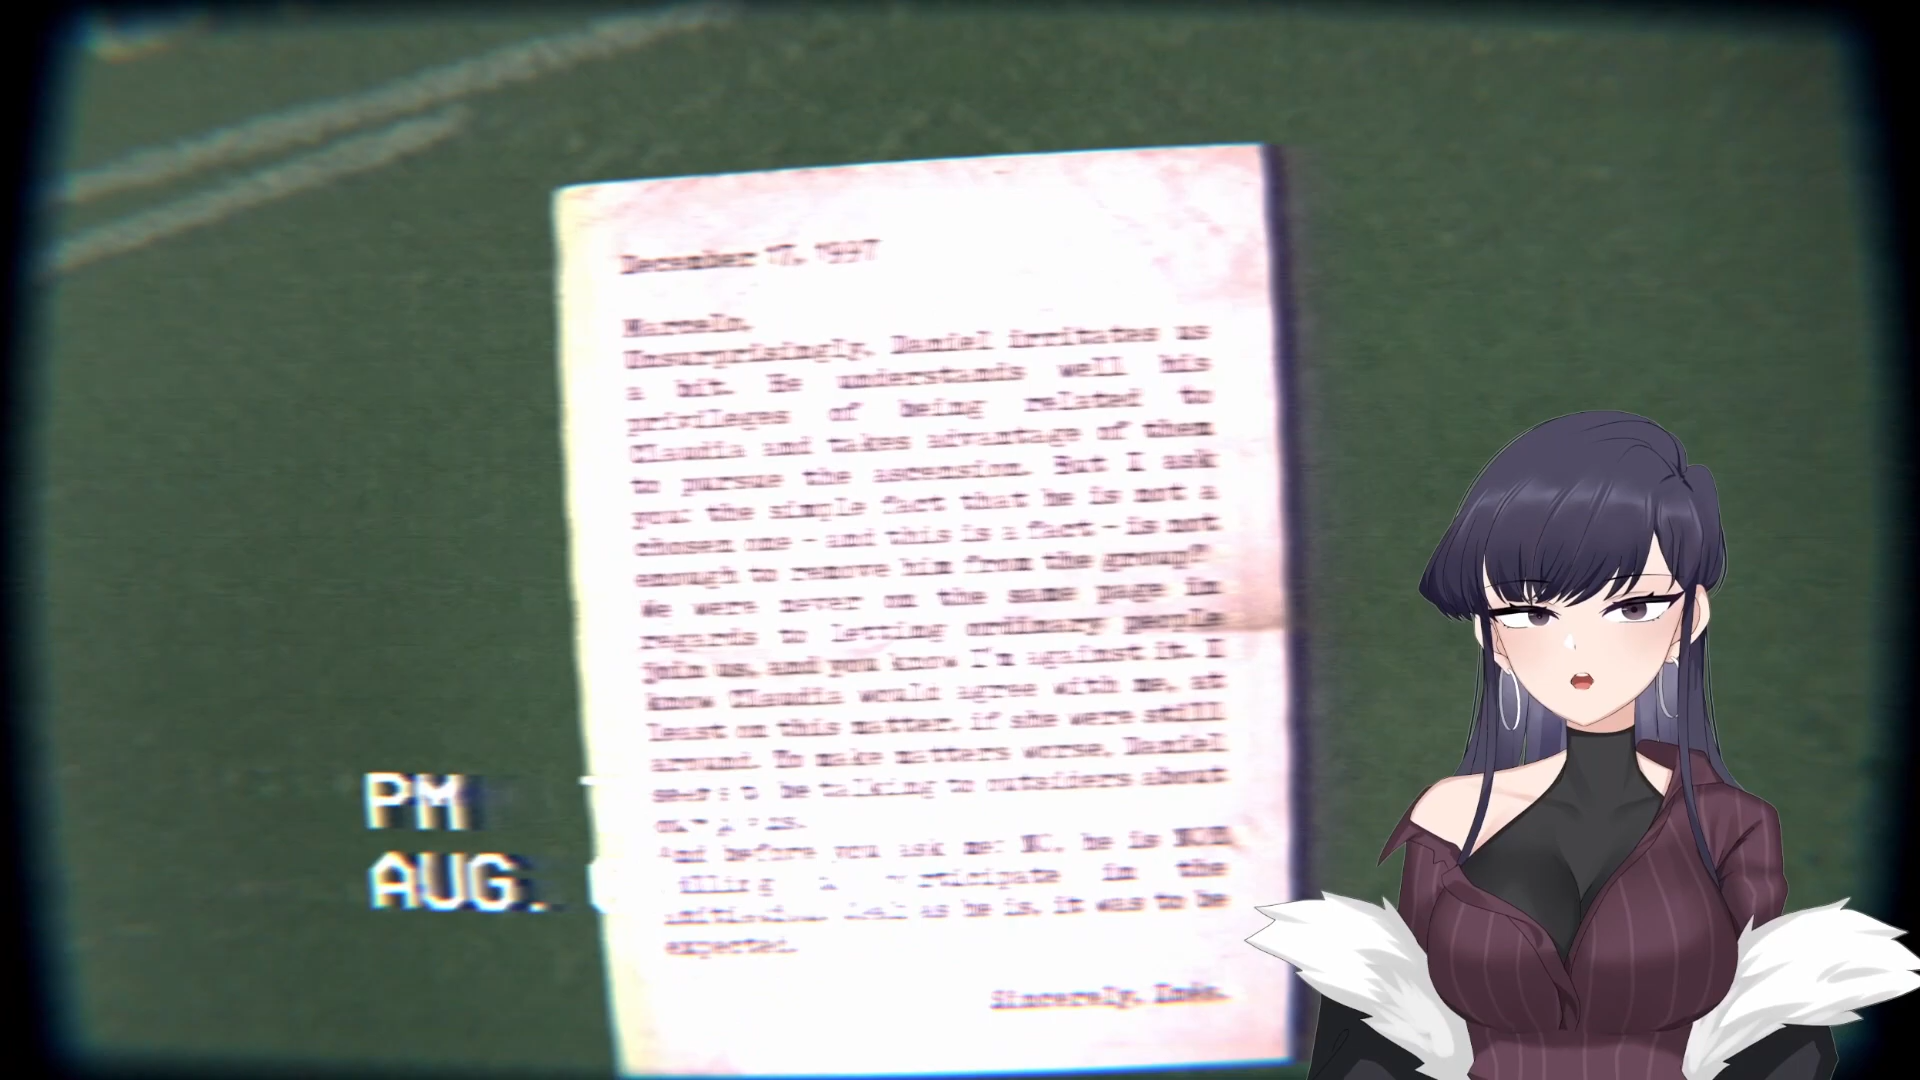 December 17, 1997
Marcelo,
Unsurprisingly, Daniel irritates us
a bit. He understands well his
privileges of being related to
Claudia and takes advantage of them
to pursue the ascension. But I ask
you: the simple fact that he is not a
chosen one - and this is a fact - is not
enough to remove him from the group?
We were never on the same page in
regards to letting ordinary people
join us, and you know I'm against it. I
know Claudia would agree with me, at
least on this matter, if she were still
around. To make matters worse, Daniel
be talking to outsiders about
And before you ask me: NO, he is NOT
willing participate in the
as he is, it was to be
expected.
Sincerely,
PM
AUG.